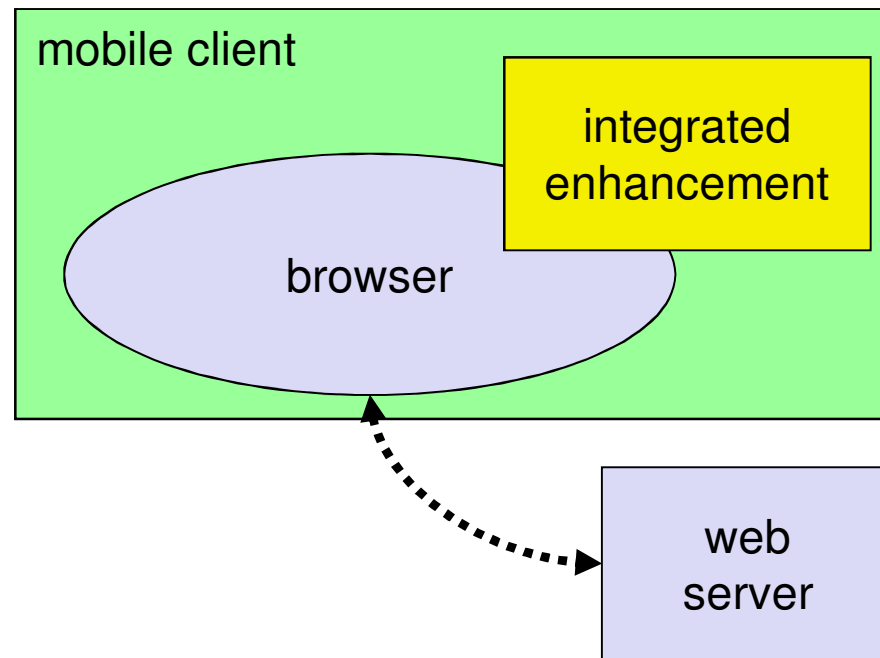 mobile client
integrated
enhancement
browser
web
server